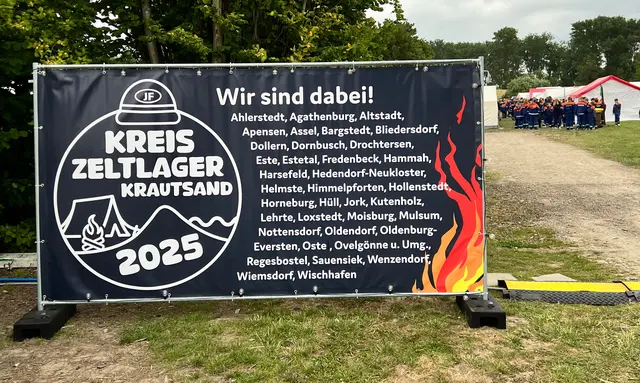 JF
KREIS
ZELTLAGER
KRAUTSAND
2025
Wir sind dabei!
Ahlerstedt, Agathenburg, Altstadt,
Apensen, Assel, Bargstedt, Bliedersdorf,
Dollern, Dornbusch, Drochtersen,
Este, Estetal, Fredenbeck, Hammah,
Harsefeld, Hedendorf-Neukloster,
Helmste, Himmelpforten, Hollenstedt,
Horneburg, Hüll, Jork, Kutenholz,
Lehrte, Loxstedt, Moisburg, Mulsum,
Nottensdorf, Oldendorf, Oldenburg-
Eversten, Oste , Ovelgönne u. Umg.,
Regesbostel, Sauensiek, Wenzendorf,
Wiemsdorf, Wischhafen